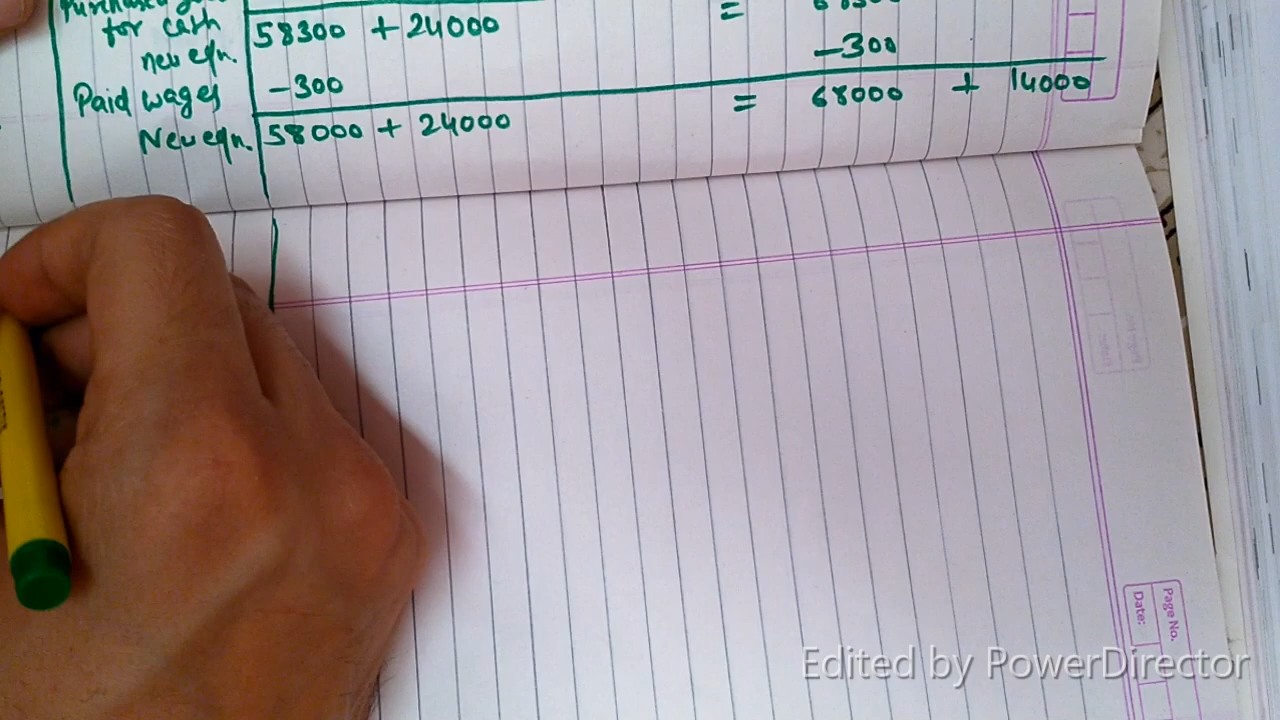 for cash 58300 + 24000 =
new eqn.
Paid wages -300 -300
New eqn. 58000 + 24000 = 68000 + 14000
Page No.
Date:
Edited by PowerDirector